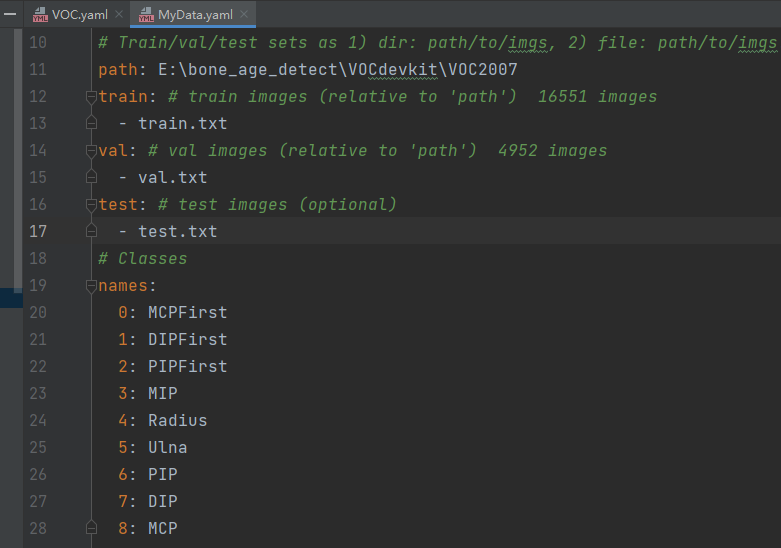 VOC.yaml MyData.yaml
10 # Train/val/test sets as 1) dir: path/to/imgs, 2) file: path/to/imgs
11 path: E:\bone_age_detect\VOCdevkit\VOC2007
12 train: # train images (relative to 'path')  16551 images
13   - train.txt
14 val: # val images (relative to 'path')  4952 images
15   - val.txt
16 test: # test images (optional)
17   - test.txt
18 # Classes
19 names:
20   0: MCPFirst
21   1: DIPFirst
22   2: PIPFirst
23   3: MIP
24   4: Radius
25   5: Ulna
26   6: PIP
27   7: DIP
28   8: MCP